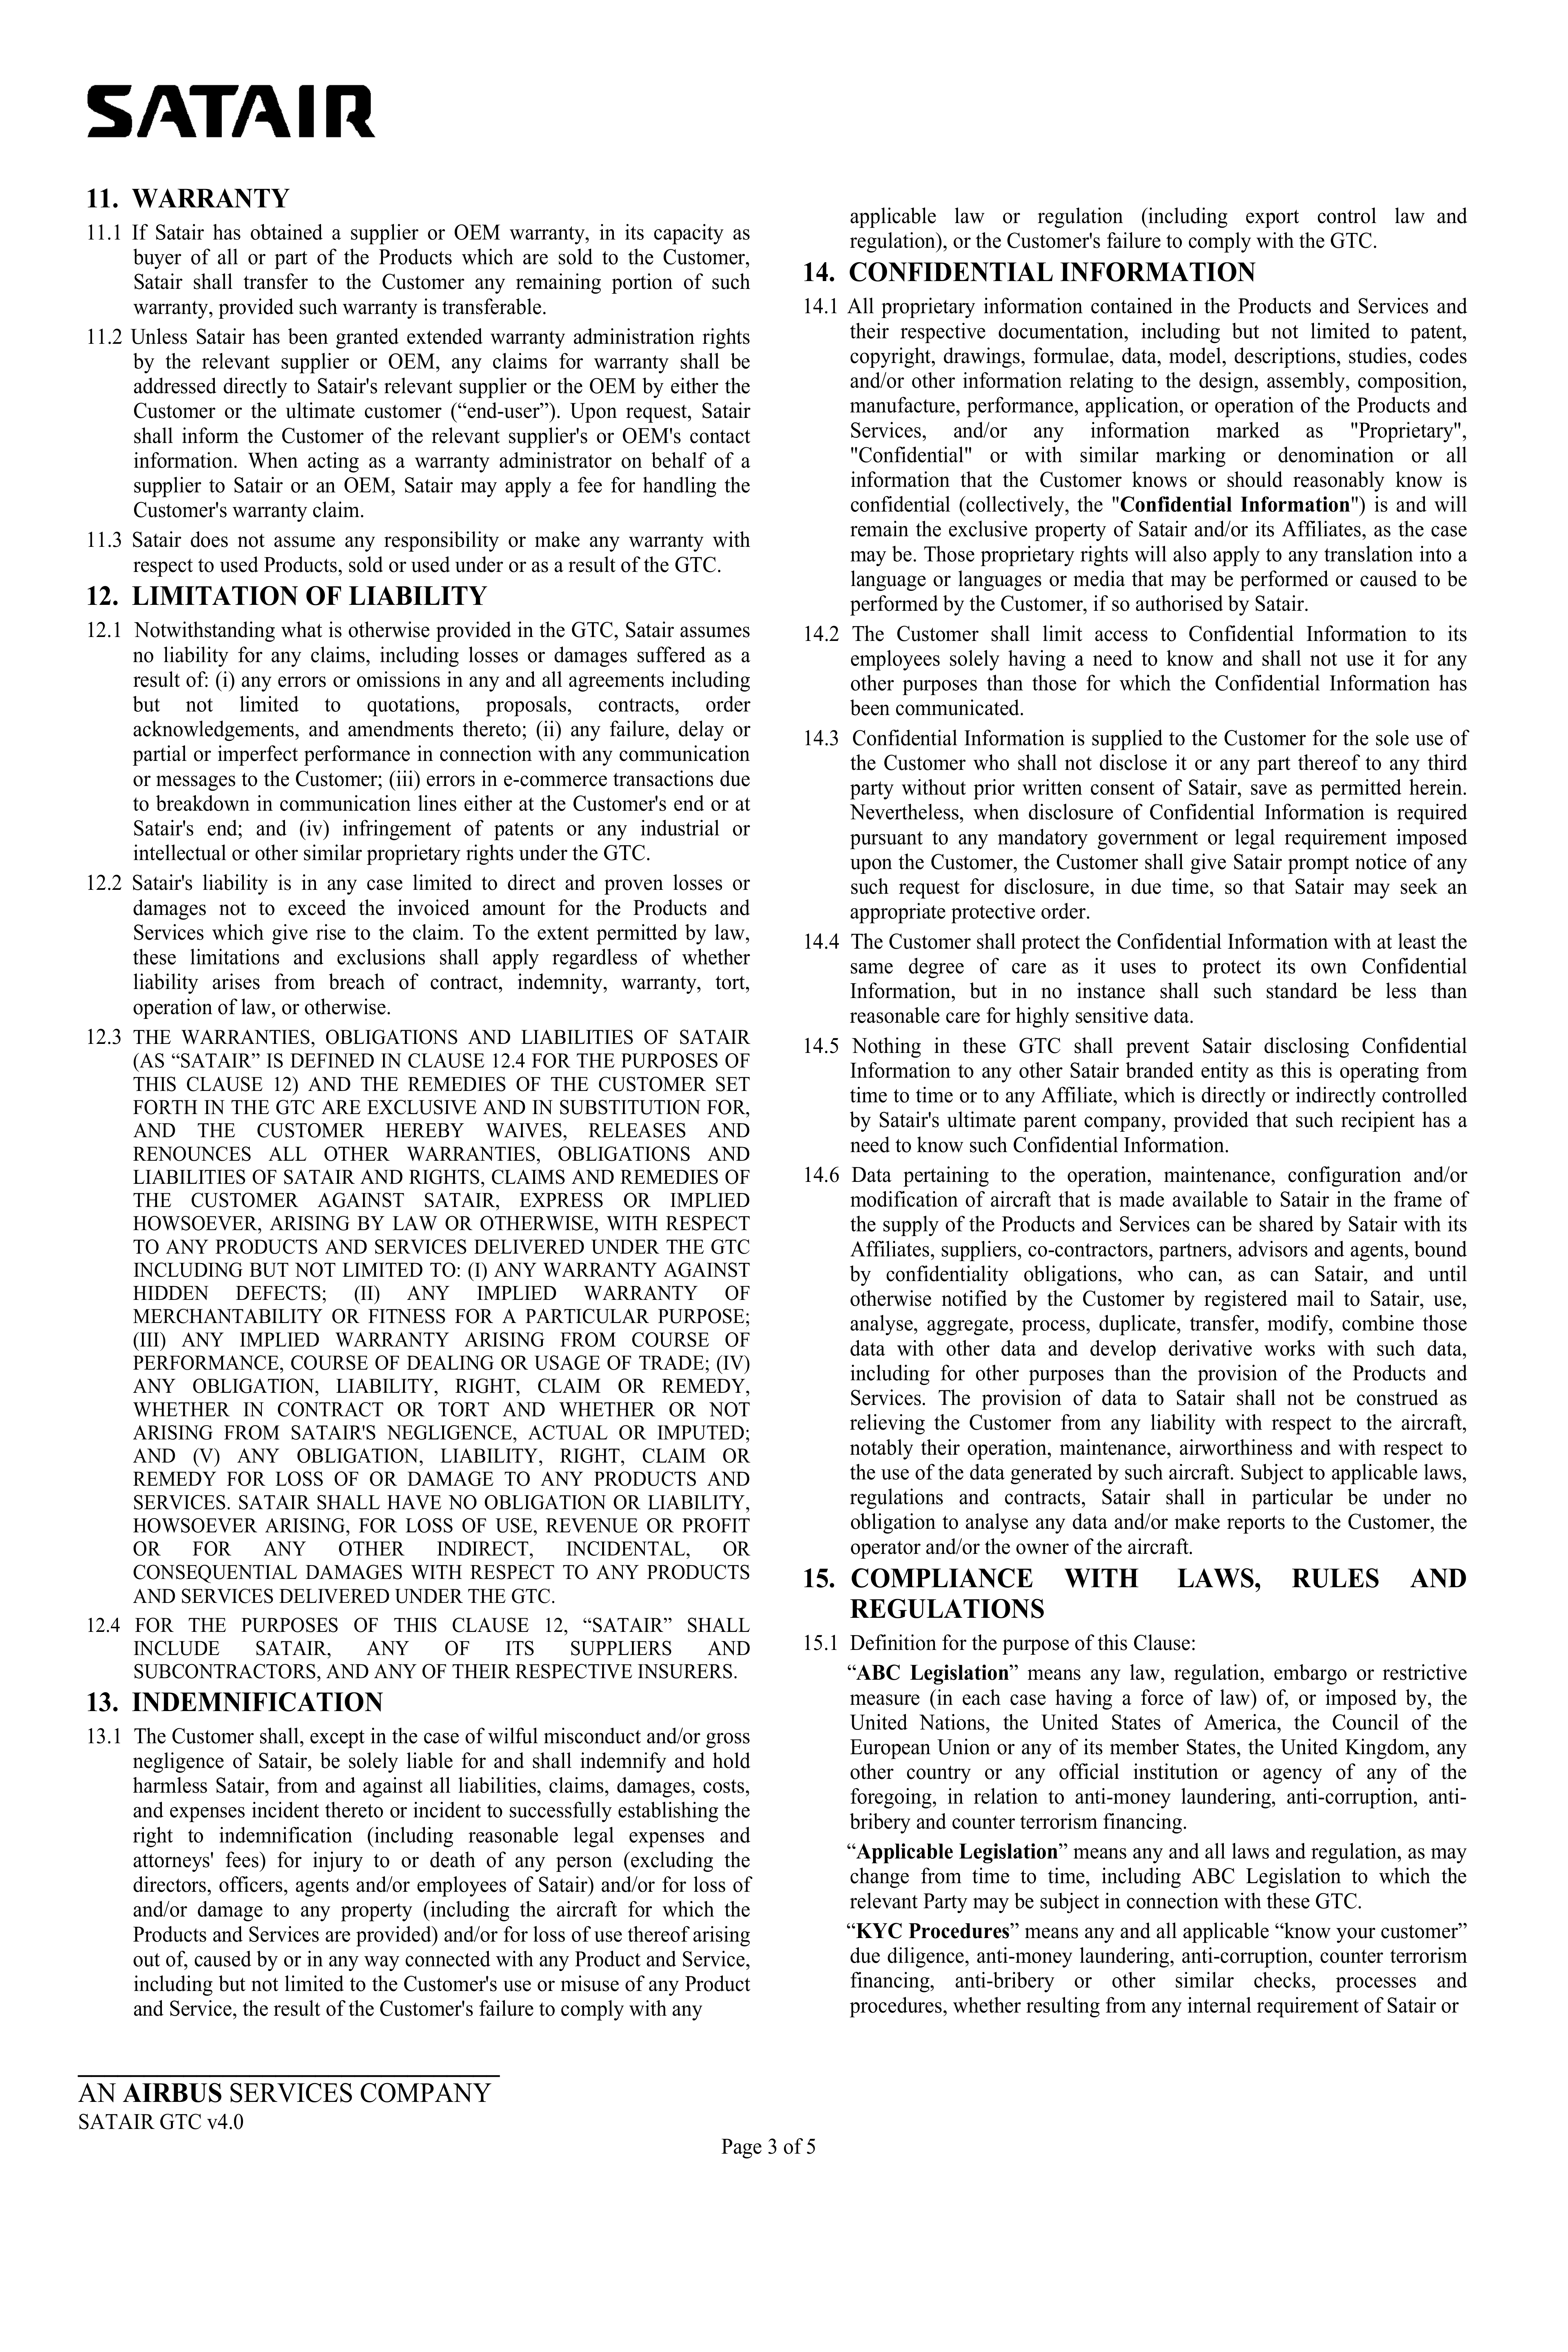 SATAIR
11. WARRANTY
11.1 If Satair has obtained a supplier or OEM warranty, in its capacity as
buyer of all or part of the Products which are sold to the Customer,
Satair shall transfer to the Customer any remaining portion of such
warranty, provided such warranty is transferable.
11.2 Unless Satair has been granted extended warranty administration rights
by the relevant supplier or OEM, any claims for warranty shall be
addressed directly to Satair's relevant supplier or the OEM by either the
Customer or the ultimate customer (“end-user”). Upon request, Satair
shall inform the Customer of the relevant supplier's or OEM's contact
information. When acting as a warranty administrator on behalf of a
supplier to Satair or an OEM, Satair may apply a fee for handling the
Customer's warranty claim.
11.3 Satair does not assume any responsibility or make any warranty with
respect to used Products, sold or used under or as a result of the GTC.
12. LIMITATION OF LIABILITY
12.1 Notwithstanding what is otherwise provided in the GTC, Satair assumes
no liability for any claims, including losses or damages suffered as a
result of: (i) any errors or omissions in any and all agreements including
but not limited to quotations, proposals, contracts, order
acknowledgements, and amendments thereto; (ii) any failure, delay or
partial or imperfect performance in connection with any communication
or messages to the Customer; (iii) errors in e-commerce transactions due
to breakdown in communication lines either at the Customer's end or at
Satair's end; and (iv) infringement of patents or any industrial or
intellectual or other similar proprietary rights under the GTC.
12.2 Satair's liability is in any case limited to direct and proven losses or
damages not to exceed the invoiced amount for the Products and
Services which give rise to the claim. To the extent permitted by law,
these limitations and exclusions shall apply regardless of whether
liability arises from breach of contract, indemnity, warranty, tort,
operation of law, or otherwise.
12.3 THE WARRANTIES, OBLIGATIONS AND LIABILITIES OF SATAIR
(AS “SATAIR” IS DEFINED IN CLAUSE 12.4 FOR THE PURPOSES OF
THIS CLAUSE 12) AND THE REMEDIES OF THE CUSTOMER SET
FORTH IN THE GTC ARE EXCLUSIVE AND IN SUBSTITUTION FOR,
AND THE CUSTOMER HEREBY WAIVES, RELEASES AND
RENOUNCES ALL OTHER WARRANTIES, OBLIGATIONS AND
LIABILITIES OF SATAIR AND RIGHTS, CLAIMS AND REMEDIES OF
THE CUSTOMER AGAINST SATAIR, EXPRESS OR IMPLIED
HOWSOEVER, ARISING BY LAW OR OTHERWISE, WITH RESPECT
TO ANY PRODUCTS AND SERVICES DELIVERED UNDER THE GTC
INCLUDING BUT NOT LIMITED TO: (I) ANY WARRANTY AGAINST
HIDDEN DEFECTS; (II) ANY IMPLIED WARRANTY OF
MERCHANTABILITY OR FITNESS FOR A PARTICULAR PURPOSE;
(III) ANY IMPLIED WARRANTY ARISING FROM COURSE OF
PERFORMANCE, COURSE OF DEALING OR USAGE OF TRADE; (IV)
ANY OBLIGATION, LIABILITY, RIGHT, CLAIM OR REMEDY,
WHETHER IN CONTRACT OR TORT AND WHETHER OR NOT
ARISING FROM SATAIR'S NEGLIGENCE, ACTUAL OR IMPUTED;
AND (V) ANY OBLIGATION, LIABILITY, RIGHT, CLAIM OR
REMEDY FOR LOSS OF OR DAMAGE TO ANY PRODUCTS AND
SERVICES. SATAIR SHALL HAVE NO OBLIGATION OR LIABILITY,
HOWSOEVER ARISING, FOR LOSS OF USE, REVENUE OR PROFIT
OR FOR ANY OTHER INDIRECT, INCIDENTAL, OR
CONSEQUENTIAL DAMAGES WITH RESPECT TO ANY PRODUCTS
AND SERVICES DELIVERED UNDER THE GTC.
12.4 FOR THE PURPOSES OF THIS CLAUSE 12, “SATAIR” SHALL
INCLUDE SATAIR, ANY OF ITS SUPPLIERS AND
SUBCONTRACTORS, AND ANY OF THEIR RESPECTIVE INSURERS.
13. INDEMNIFICATION
13.1 The Customer shall, except in the case of wilful misconduct and/or gross
negligence of Satair, be solely liable for and shall indemnify and hold
harmless Satair, from and against all liabilities, claims, damages, costs,
and expenses incident thereto or incident to successfully establishing the
right to indemnification (including reasonable legal expenses and
attorneys' fees) for injury to or death of any person (excluding the
directors, officers, agents and/or employees of Satair) and/or for loss of
and/or damage to any property (including the aircraft for which the
Products and Services are provided) and/or for loss of use thereof arising
out of, caused by or in any way connected with any Product and Service,
including but not limited to the Customer's use or misuse of any Product
and Service, the result of the Customer's failure to comply with any
applicable law or regulation (including export control law and
regulation), or the Customer's failure to comply with the GTC.
14. CONFIDENTIAL INFORMATION
14.1 All proprietary information contained in the Products and Services and
their respective documentation, including but not limited to patent,
copyright, drawings, formulae, data, model, descriptions, studies, codes
and/or other information relating to the design, assembly, composition,
manufacture, performance, application, or operation of the Products and
Services, and/or any information marked as "Proprietary",
"Confidential" or with similar marking or denomination or all
information that the Customer knows or should reasonably know is
confidential (collectively, the "Confidential Information") is and will
remain the exclusive property of Satair and/or its Affiliates, as the case
may be. Those proprietary rights will also apply to any translation into a
language or languages or media that may be performed or caused to be
performed by the Customer, if so authorised by Satair.
14.2 The Customer shall limit access to Confidential Information to its
employees solely having a need to know and shall not use it for any
other purposes than those for which the Confidential Information has
been communicated.
14.3 Confidential Information is supplied to the Customer for the sole use of
the Customer who shall not disclose it or any part thereof to any third
party without prior written consent of Satair, save as permitted herein.
Nevertheless, when disclosure of Confidential Information is required
pursuant to any mandatory government or legal requirement imposed
upon the Customer, the Customer shall give Satair prompt notice of any
such request for disclosure, in due time, so that Satair may seek an
appropriate protective order.
14.4 The Customer shall protect the Confidential Information with at least the
same degree of care as it uses to protect its own Confidential
Information, but in no instance shall such standard be less than
reasonable care for highly sensitive data.
14.5 Nothing in these GTC shall prevent Satair disclosing Confidential
Information to any other Satair branded entity as this is operating from
time to time or to any Affiliate, which is directly or indirectly controlled
by Satair's ultimate parent company, provided that such recipient has a
need to know such Confidential Information.
14.6 Data pertaining to the operation, maintenance, configuration and/or
modification of aircraft that is made available to Satair in the frame of
the supply of the Products and Services can be shared by Satair with its
Affiliates, suppliers, co-contractors, partners, advisors and agents, bound
by confidentiality obligations, who can, as can Satair, and until
otherwise notified by the Customer by registered mail to Satair, use,
analyse, aggregate, process, duplicate, transfer, modify, combine those
data with other data and develop derivative works with such data,
including for other purposes than the provision of the Products and
Services. The provision of data to Satair shall not be construed as
relieving the Customer from any liability with respect to the aircraft,
notably their operation, maintenance, airworthiness and with respect to
the use of the data generated by such aircraft. Subject to applicable laws,
regulations and contracts, Satair shall in particular be under no
obligation to analyse any data and/or make reports to the Customer, the
operator and/or the owner of the aircraft.
15. COMPLIANCE WITH LAWS, RULES AND
REGULATIONS
15.1 Definition for the purpose of this Clause:
“ABC Legislation” means any law, regulation, embargo or restrictive
measure (in each case having a force of law) of, or imposed by, the
United Nations, the United States of America, the Council of the
European Union or any of its member States, the United Kingdom, any
other country or any official institution or agency of any of the
foregoing, in relation to anti-money laundering, anti-corruption, anti-
bribery and counter terrorism financing.
“Applicable Legislation” means any and all laws and regulation, as may
change from time to time, including ABC Legislation to which the
relevant Party may be subject in connection with these GTC.
“KYC Procedures” means any and all applicable “know your customer”
due diligence, anti-money laundering, anti-corruption, counter terrorism
financing, anti-bribery or other similar checks, processes and
procedures, whether resulting from any internal requirement of Satair or
AN AIRBUS SERVICES COMPANY
SATAIR GTC v4.0
Page 3 of 5